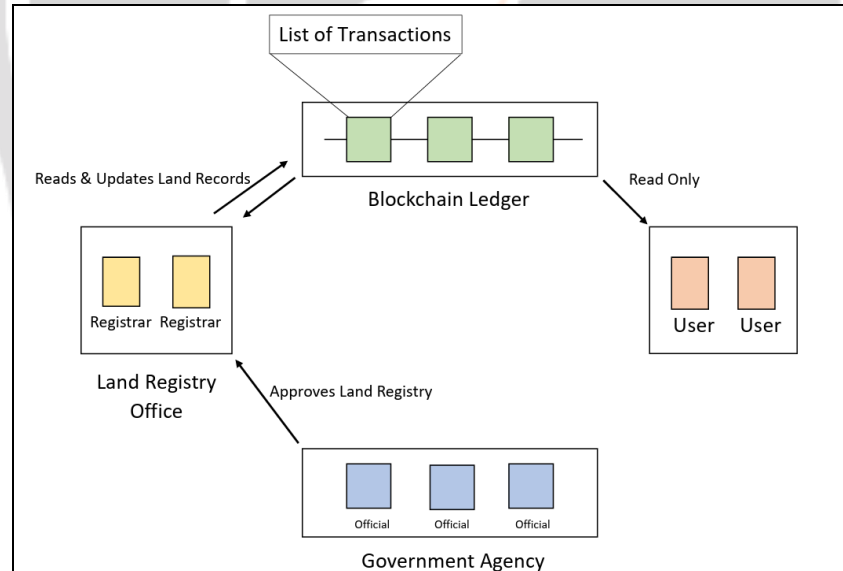 List of Transactions
Reads & Updates Land Records
Read Only
Blockchain Ledger
Registrar Registrar
User User
Land Registry
Office
Approves Land Registry
Official Official Official
Government Agency